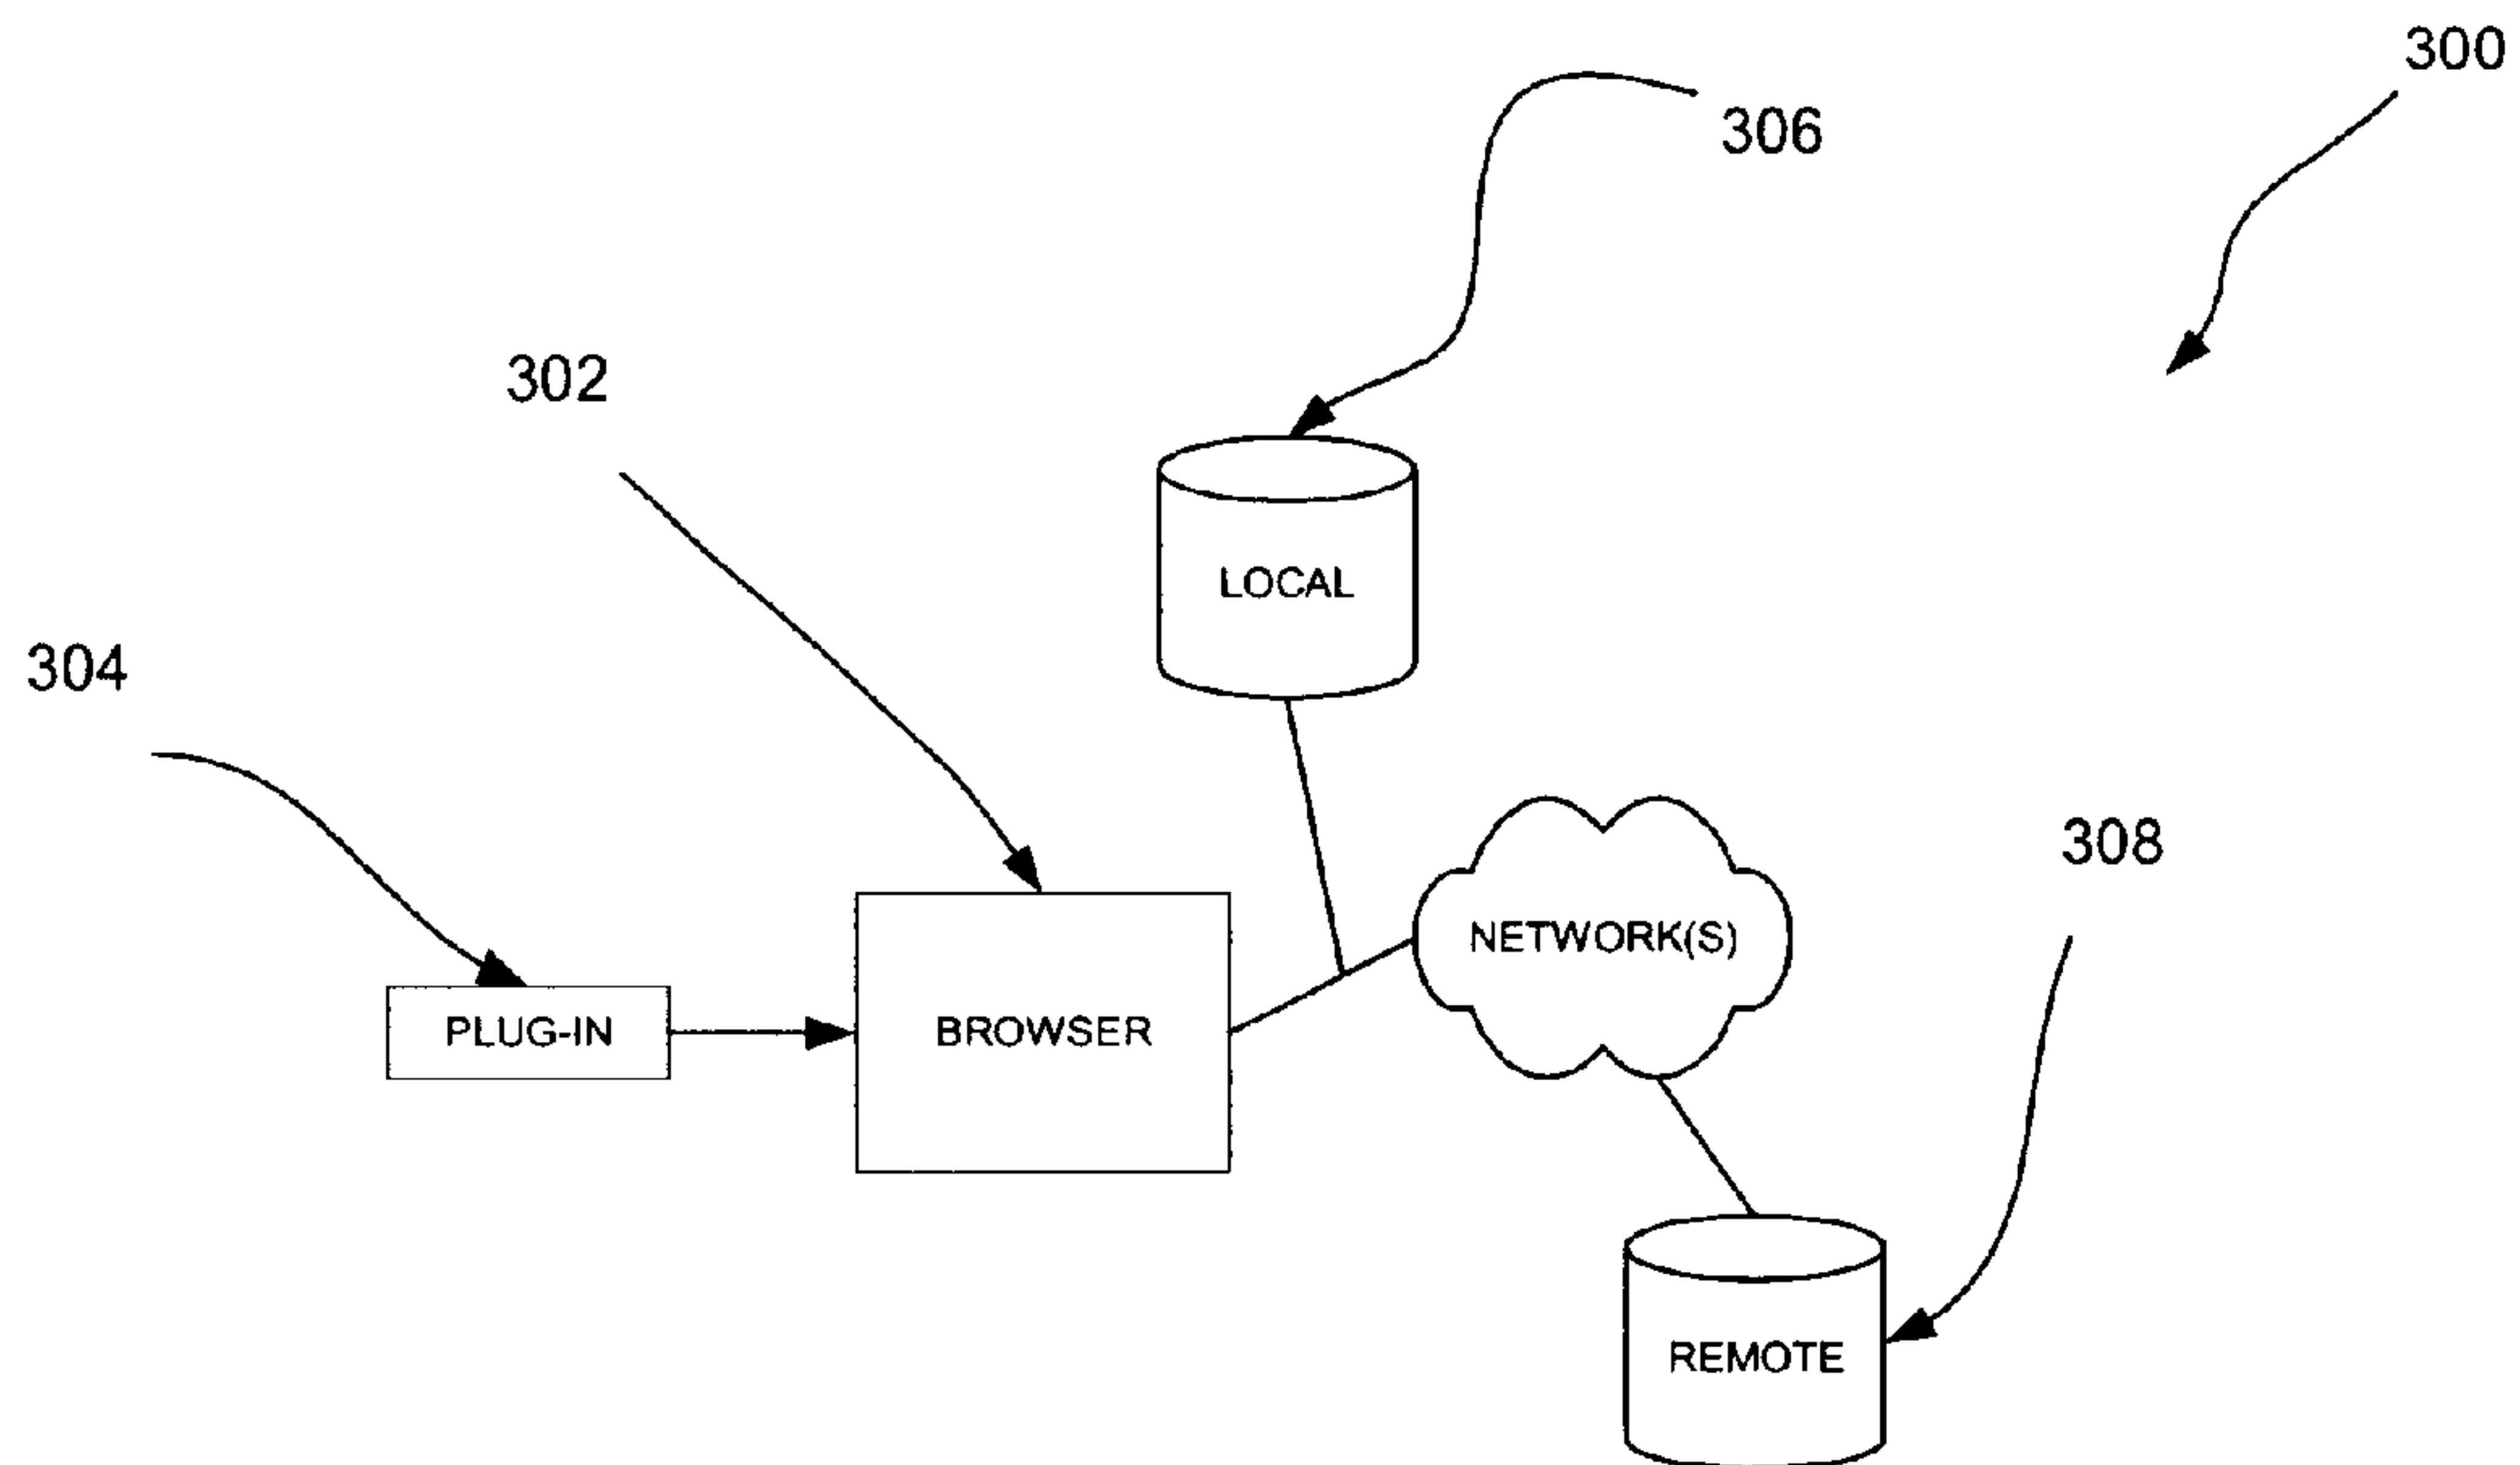 300
306
302
LOCAL
304
308
NETWORK(S)
PLUG-IN
BROWSER
REMOTE